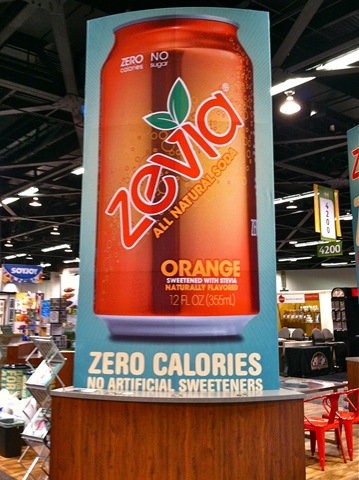 ZERO NO
calories sugar
zevia®
ALL NATURAL SODA
ORANGE
SWEETENED WITH STEVIA
NATURALLY FLAVORED
12 FL OZ (355mL)
ZERO CALORIES
NO ARTIFICIAL SWEETENERS
4200
4200
SOYJOY